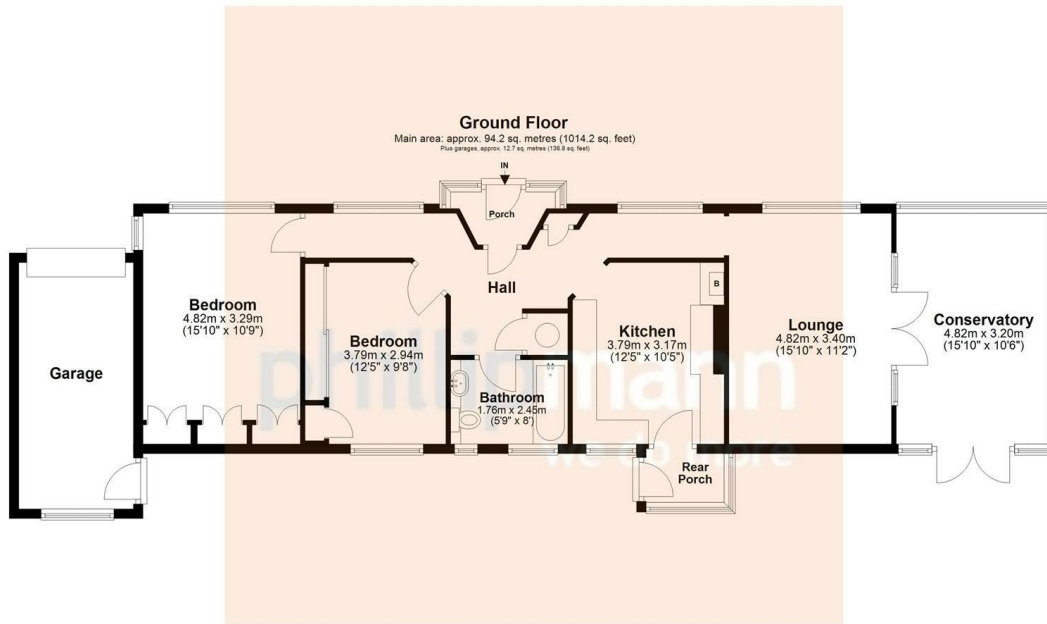 Ground Floor
Main area: approx. 94.2 sq. metres (1014.2 sq. feet)
Plus garages, approx. 12.7 sq. metres (136.8 sq. feet)
IN
Porch
Hall
Bedroom
4.82m x 3.29m
(15'10" x 10'9")
Garage
Bedroom
3.79m x 2.94m
(12'5" x 9'8")
Bathroom
1.76m x 2.45m
(5'9" x 8')
Kitchen
3.79m x 3.17m
(12'5" x 10'5")
B
Lounge
4.82m x 3.40m
(15'10" x 11'2")
Conservatory
4.82m x 3.20m
(15'10" x 10'6")
Rear
Porch
phillipmann
we do more